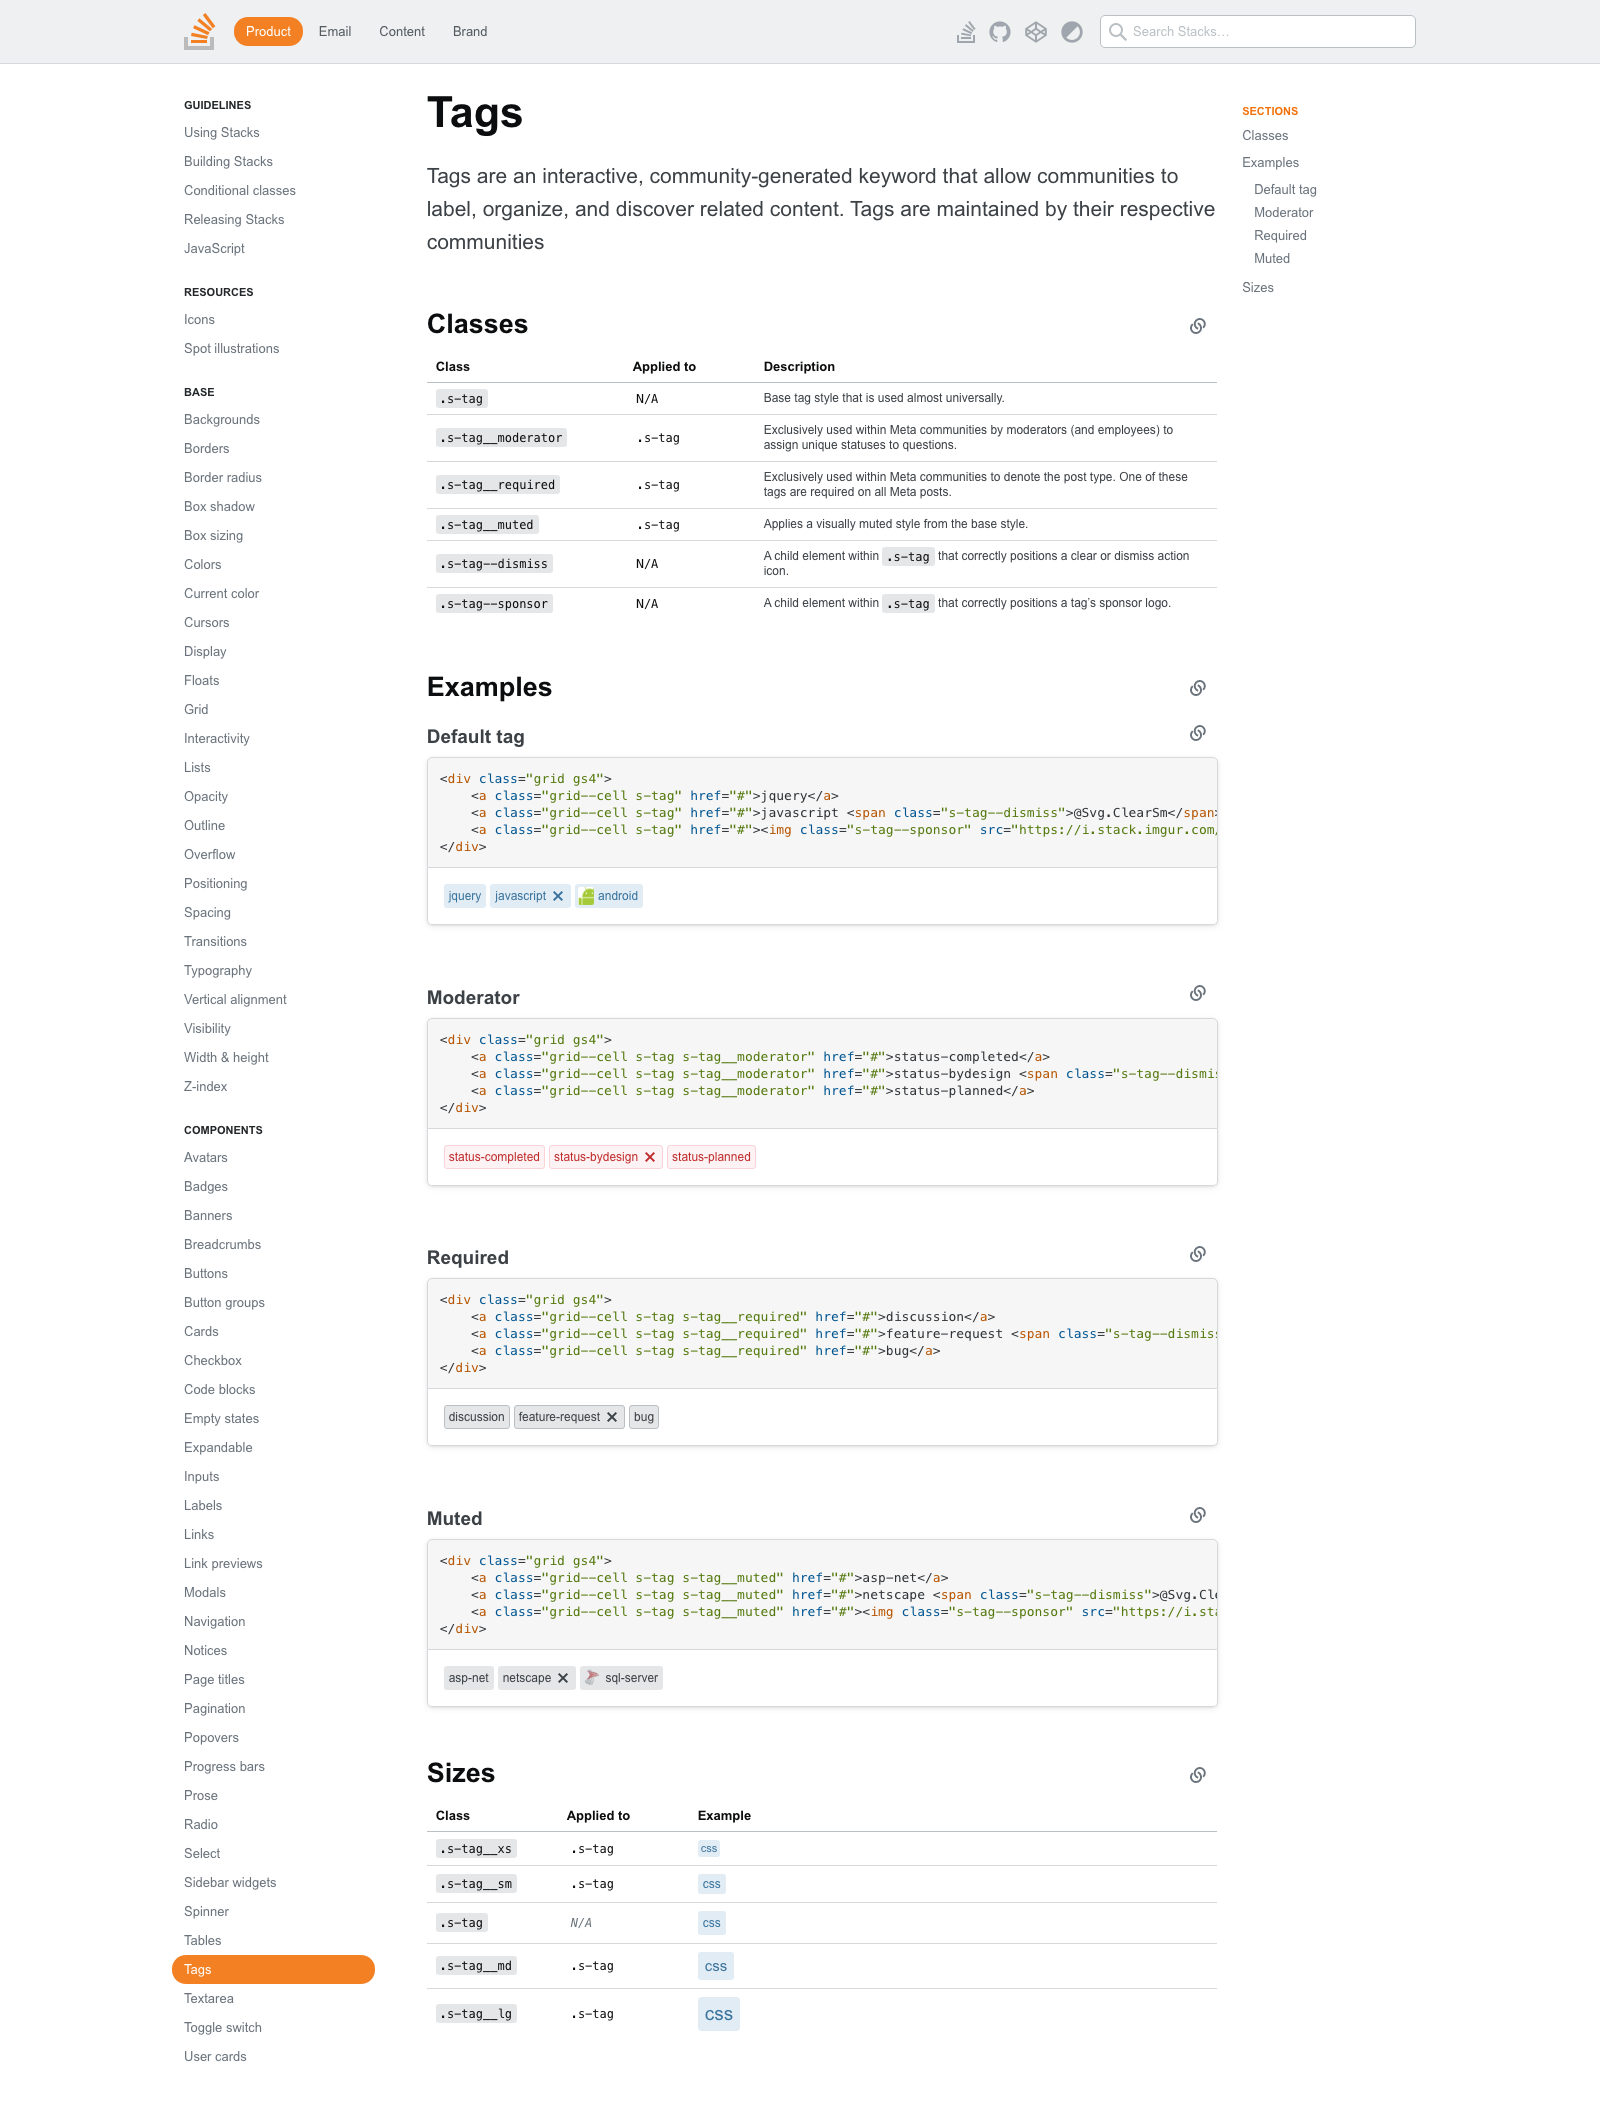 Product
Email
Content
Brand
Search Stacks...
GUIDELINES
Using Stacks
Building Stacks
Conditional classes
Releasing Stacks
JavaScript
RESOURCES
Icons
Spot illustrations
BASE
Backgrounds
Borders
Border radius
Box shadow
Box sizing
Colors
Current color
Cursors
Display
Floats
Grid
Interactivity
Lists
Opacity
Outline
Overflow
Positioning
Spacing
Transitions
Typography
Vertical alignment
Visibility
Width & height
Z-index
COMPONENTS
Avatars
Badges
Banners
Breadcrumbs
Buttons
Button groups
Cards
Checkbox
Code blocks
Empty states
Expandable
Inputs
Labels
Links
Link previews
Modals
Navigation
Notices
Page titles
Pagination
Popovers
Progress bars
Prose
Radio
Select
Sidebar widgets
Spinner
Tables
Tags
Textarea
Toggle switch
User cards
Tags
Tags are an interactive, community-generated keyword that allow communities to
label, organize, and discover related content. Tags are maintained by their respective
communities
Classes
Class Applied to Description
.s-tag N/A Base tag style that is used almost universally.
.s-tag__moderator .s-tag Exclusively used within Meta communities by moderators (and employees) to
assign unique statuses to questions.
.s-tag__required .s-tag Exclusively used within Meta communities to denote the post type. One of these
tags are required on all Meta posts.
.s-tag__muted .s-tag Applies a visually muted style from the base style.
.s-tag--dismiss N/A A child element within .s-tag that correctly positions a clear or dismiss action
icon.
.s-tag--sponsor N/A A child element within .s-tag that correctly positions a tag's sponsor logo.
Examples
Default tag
<div class="grid gs4">
<a class="grid--cell s-tag" href="#">jquery</a>
<a class="grid--cell s-tag" href="#">javascript <span class="s-tag--dismiss">@Svg.ClearSm</span>
<a class="grid--cell s-tag" href="#"><img class="s-tag--sponsor" src="https://i.stack.imgur.com/
</div>
jquery javascript android
Moderator
<div class="grid gs4">
<a class="grid--cell s-tag s-tag__moderator" href="#">status-completed</a>
<a class="grid--cell s-tag s-tag__moderator" href="#">status-bydesign <span class="s-tag--dismis
<a class="grid--cell s-tag s-tag__moderator" href="#">status-planned</a>
</div>
status-completed status-bydesign status-planned
Required
<div class="grid gs4">
<a class="grid--cell s-tag s-tag__required" href="#">discussion</a>
<a class="grid--cell s-tag s-tag__required" href="#">feature-request <span class="s-tag--dismiss
<a class="grid--cell s-tag s-tag__required" href="#">bug</a>
</div>
discussion feature-request bug
Muted
<div class="grid gs4">
<a class="grid--cell s-tag s-tag__muted" href="#">asp-net</a>
<a class="grid--cell s-tag s-tag__muted" href="#">netscape <span class="s-tag--dismiss">@Svg.Cle
<a class="grid--cell s-tag s-tag__muted" href="#"><img class="s-tag--sponsor" src="https://i.sta
</div>
asp-net netscape sql-server
Sizes
Class Applied to Example
.s-tag__xs .s-tag css
.s-tag__sm .s-tag css
.s-tag N/A css
.s-tag__md .s-tag css
.s-tag__lg .s-tag css
SECTIONS
Classes
Examples
Default tag
Moderator
Required
Muted
Sizes